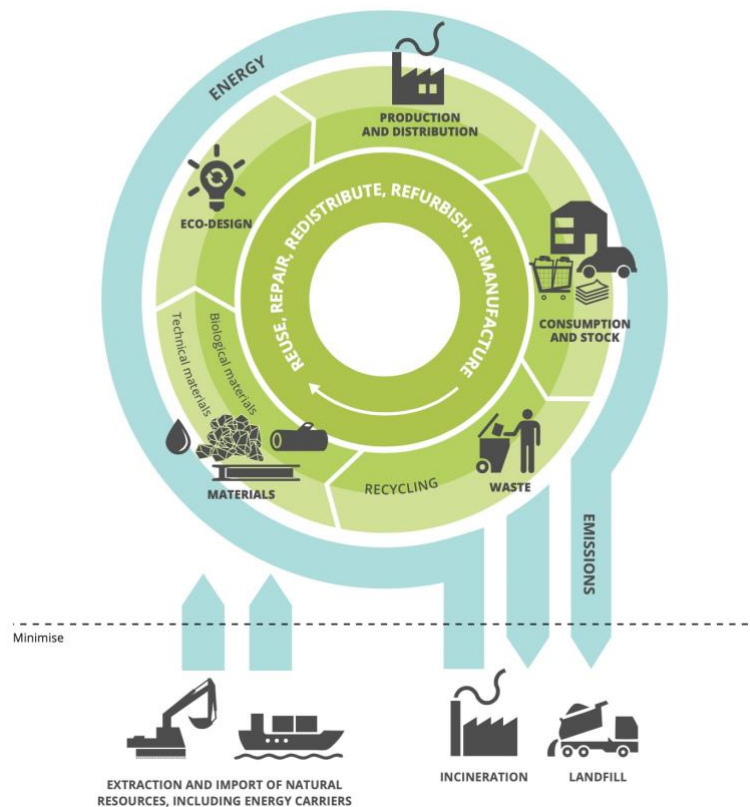 ENERGY
PRODUCTION
AND DISTRIBUTION
ECO-DESIGN
REUSE, REPAIR, REDISTRIBUTE, REFURBISH, REMANUFACTURE
CONSUMPTION
AND STOCK
Technical materials
Biological materials
MATERIALS
RECYCLING
WASTE
EMISSIONS
Minimise
EXTRACTION AND IMPORT OF NATURAL
RESOURCES, INCLUDING ENERGY CARRIERS
INCINERATION
LANDFILL